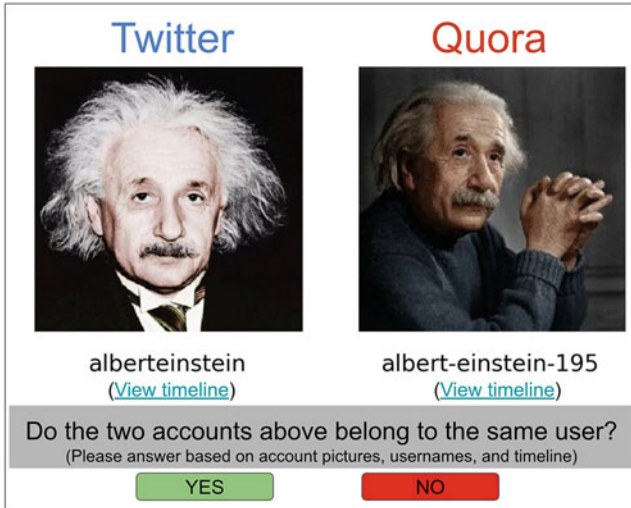 Twitter
Quora
alberteinstein
albert-einstein-195
(View timeline)
(View timeline)
Do the two accounts above belong to the same user?
(Please answer based on account pictures, usernames, and timeline)
YES
NO